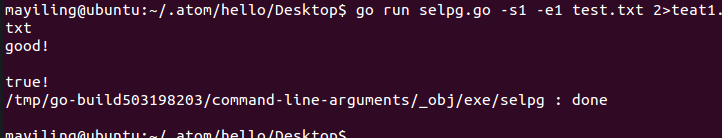 mayiling@ubuntu:~/.atom/hello/Desktop$ go run selpg.go -s1 -e1 test.txt 2>teat1.
txt
good!
true!
/tmp/go-build503198203/command-line-arguments/_obj/exe/selpg : done
mayiling@ubuntu:~/.atom/hello/Desktop$